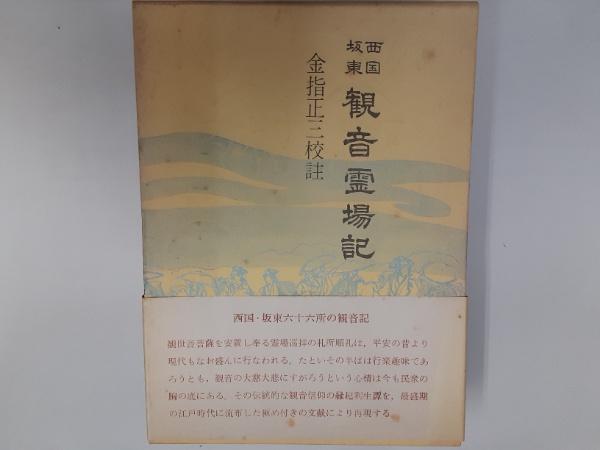 西国
坂東
観音霊場記
金指正三校註
西国・坂東六十六所の観音記
観世音菩薩を安置し奉る霊場巡拝の札所順礼は、平安の昔より
現代もなお盛んに行なわれる。たといその半ばは行楽趣味であ
ろうとも、観音の大慈大悲にすがろうという心情は今も民衆の
胸の底にある。その伝統的な観音信仰の縁起利生譚を、最盛期
の江戸時代に流布した極め付きの文献により再現する。